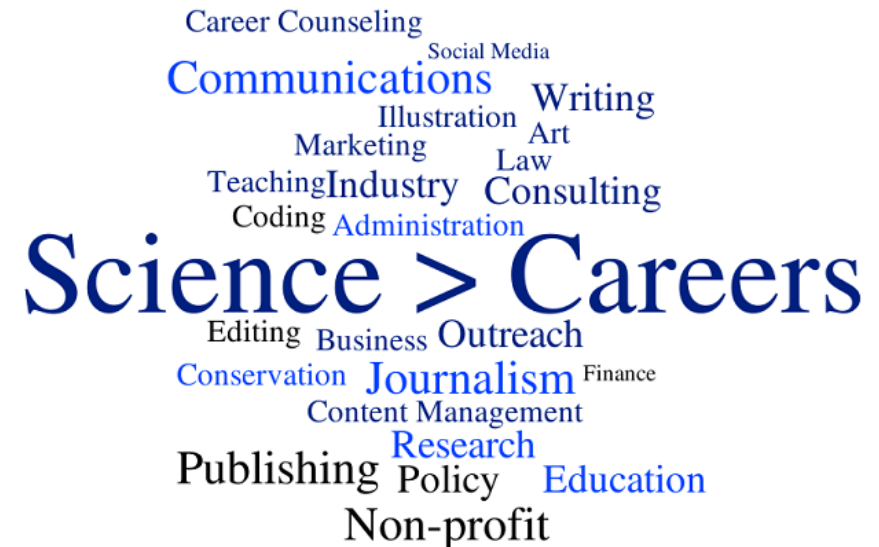 Career Counseling
Social Media
Communications
Writing
Illustration
Art
Marketing
Law
Teaching Industry Consulting
Coding Administration
Science > Careers
Editing Business Outreach
Conservation Journalism Finance
Content Management
Research
Publishing Policy Education
Non-profit